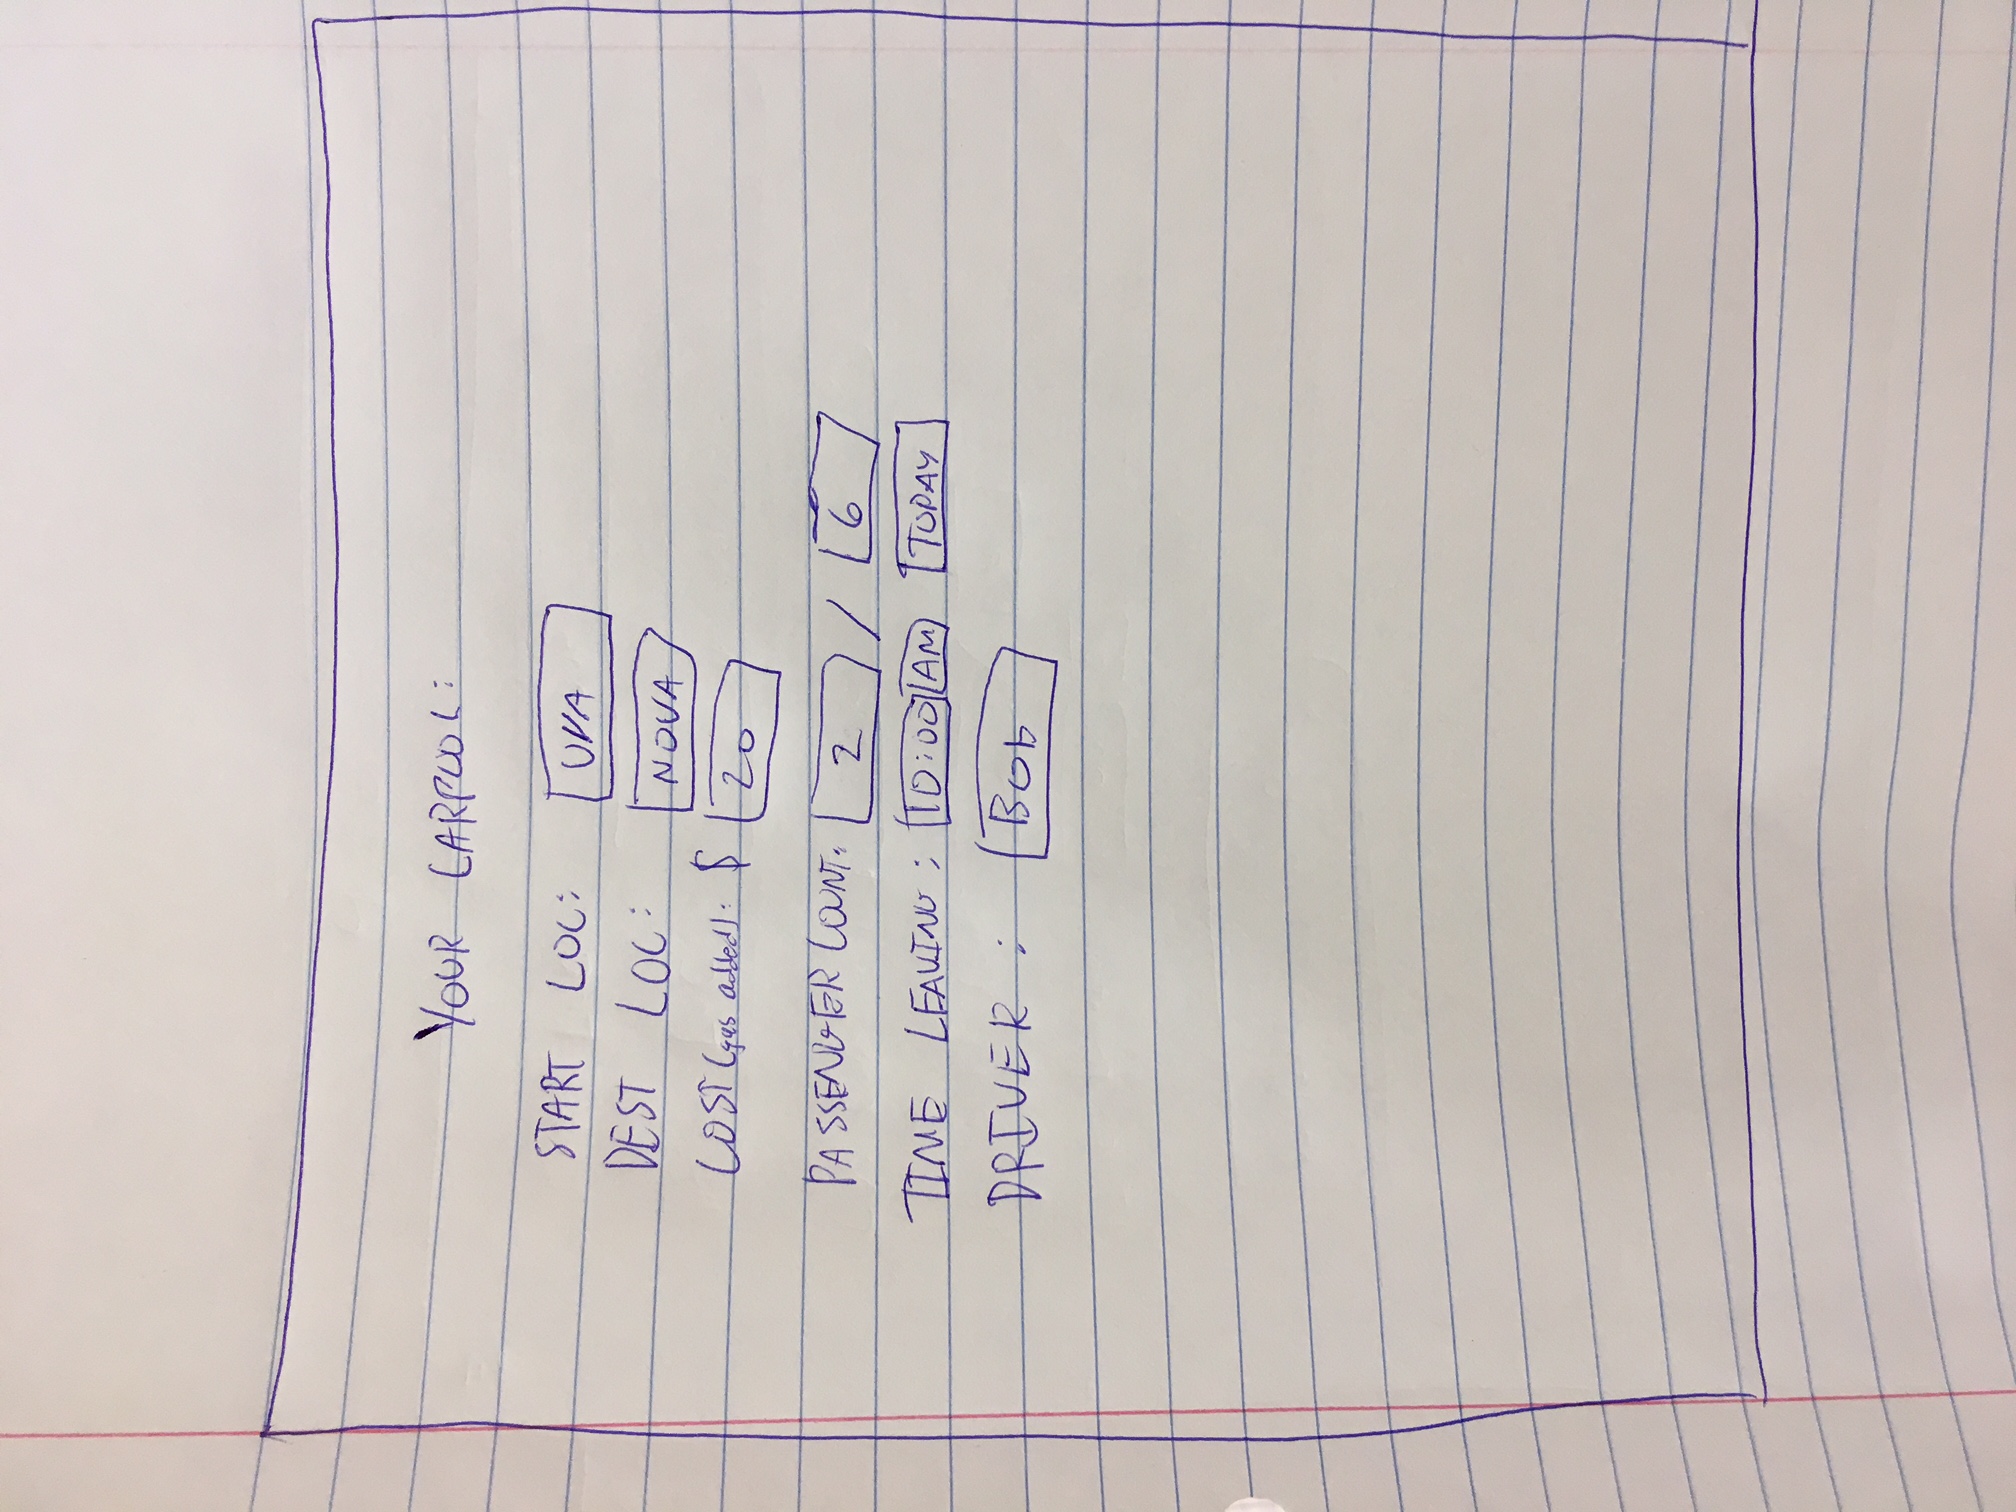 YOUR CARPOOL:
START LOC: UVA
DEST LOC: NOVA
COST (gas added): $ 20
PASSENGER COUNT: 2 / 6
TIME LEAVING: 10:00 AM TODAY
DRIVER: Bob